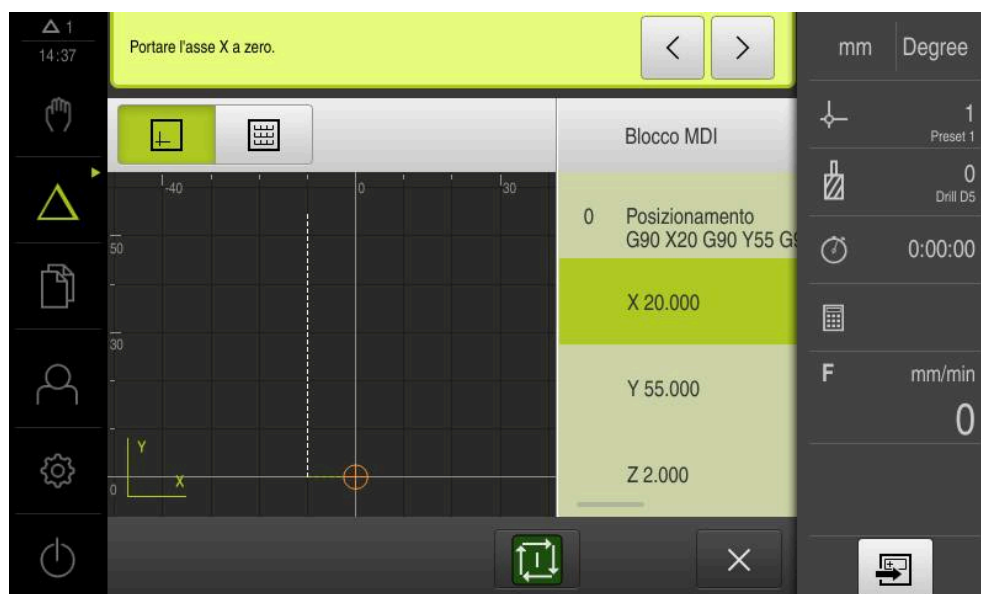 1
14:37
Portare l'asse X a zero.
mm Degree
1
Preset 1
0
Drill D5
0:00:00
F mm/min
0
Blocco MDI
0 Posizionamento
G90 X20 G90 Y55 G9
X 20.000
Y 55.000
Z 2.000
-40 0 30
50
30
0
Y
X